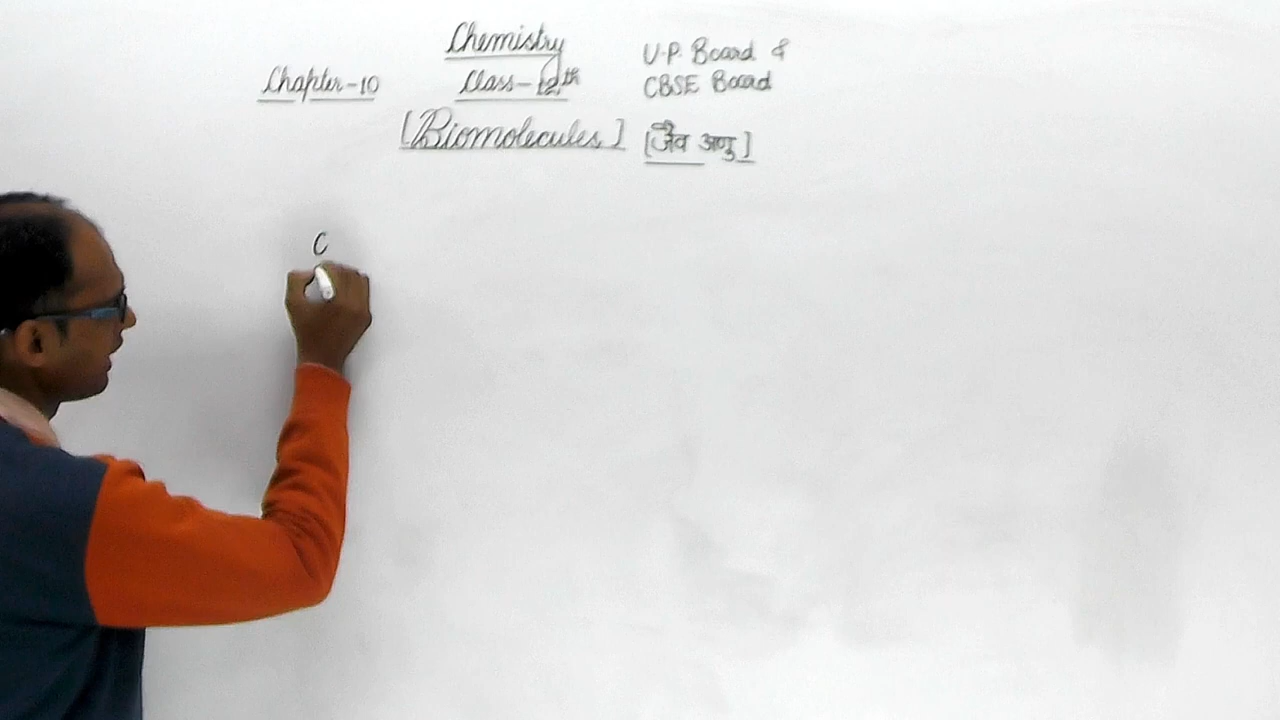 Chemistry
Chapter-10 Class-12th
U.P. Board &
CBSE Board
[Biomolecules] [जैव अणु]
C